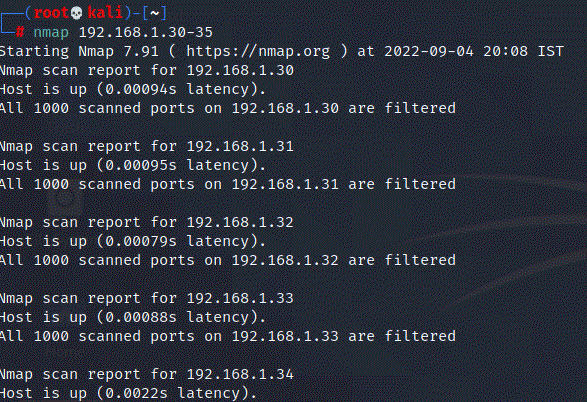 (root💀kali)-[~]
# nmap 192.168.1.30-35
Starting Nmap 7.91 ( https://nmap.org ) at 2022-09-04 20:08 IST
Nmap scan report for 192.168.1.30
Host is up (0.00094s latency).
All 1000 scanned ports on 192.168.1.30 are filtered
Nmap scan report for 192.168.1.31
Host is up (0.00095s latency).
All 1000 scanned ports on 192.168.1.31 are filtered
Nmap scan report for 192.168.1.32
Host is up (0.00079s latency).
All 1000 scanned ports on 192.168.1.32 are filtered
Nmap scan report for 192.168.1.33
Host is up (0.00088s latency).
All 1000 scanned ports on 192.168.1.33 are filtered
Nmap scan report for 192.168.1.34
Host is up (0.0022s latency).